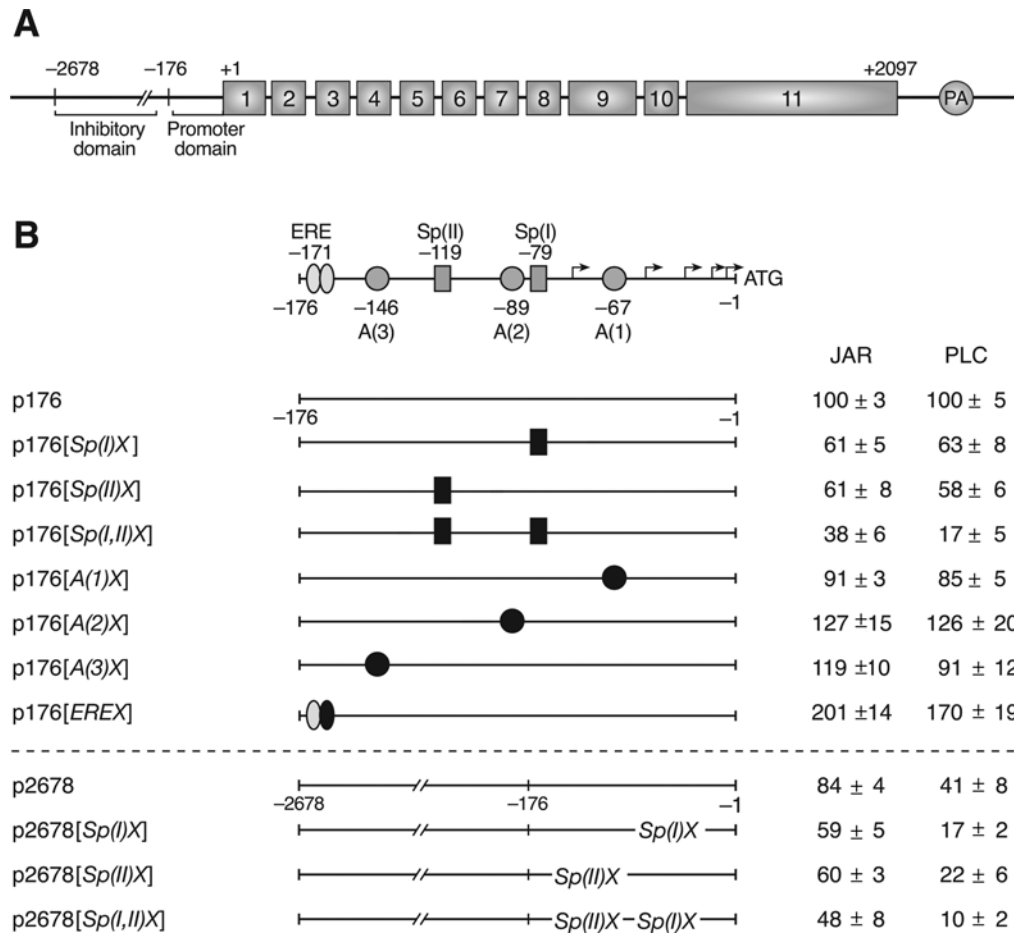 A
−2678 −176 +1 +2097
1 2 3 4 5 6 7 8 9 10 11 PA
Inhibitory domain
Promoter domain
B
ERE Sp(II) Sp(I)
−171 −119 −79
ATG
−176 −146 −89 −67 −1
A(3) A(2) A(1)
JAR PLC
p176 100 ± 3 100 ± 5
−176 −1
p176[Sp(I)X] 61 ± 5 63 ± 8
p176[Sp(II)X] 61 ± 8 58 ± 6
p176[Sp(I,II)X] 38 ± 6 17 ± 5
p176[A(1)X] 91 ± 3 85 ± 5
p176[A(2)X] 127 ±15 126 ± 20
p176[A(3)X] 119 ±10 91 ± 12
p176[EREX] 201 ±14 170 ± 19
p2678 84 ± 4 41 ± 8
−2678 −176 −1
p2678[Sp(I)X] Sp(I)X 59 ± 5 17 ± 2
p2678[Sp(II)X] Sp(II)X 60 ± 3 22 ± 6
p2678[Sp(I,II)X] Sp(II)X Sp(I)X 48 ± 8 10 ± 2